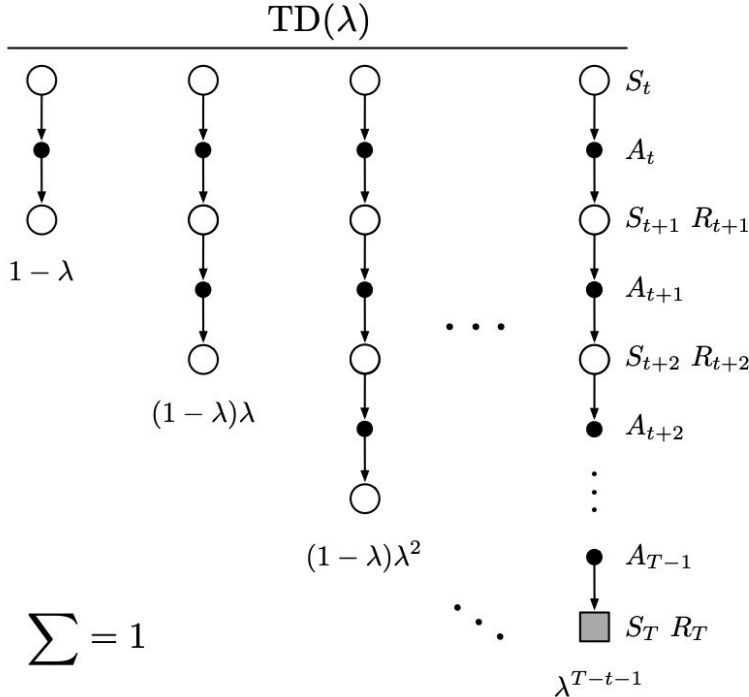 TD(λ)
S_t
A_t
S_{t+1} R_{t+1}
1 − λ
A_{t+1}
· · ·
S_{t+2} R_{t+2}
(1 − λ)λ
A_{t+2}
(1 − λ)λ^2
A_{T−1}
∑ = 1
S_T R_T
λ^{T−t−1}